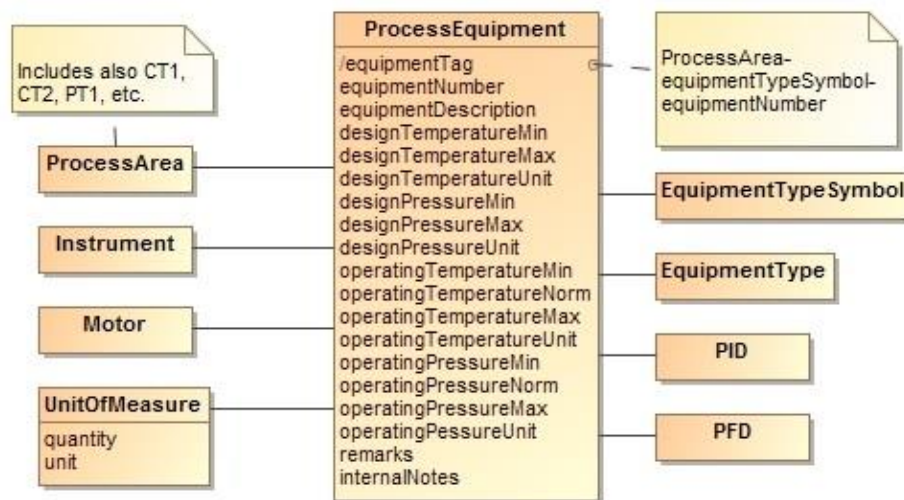 Includes also CT1,
CT2, PT1, etc.
ProcessArea
Instrument
Motor
UnitOfMeasure
quantity
unit
ProcessEquipment
/equipmentTag
equipmentNumber
equipmentDescription
designTemperatureMin
designTemperatureMax
designTemperatureUnit
designPressureMin
designPressureMax
designPressureUnit
operatingTemperatureMin
operatingTemperatureNorm
operatingTemperatureMax
operatingTemperatureUnit
operatingPressureMin
operatingPressureNorm
operatingPressureMax
operatingPessureUnit
remarks
internalNotes
ProcessArea-
equipmentTypeSymbol-
equipmentNumber
EquipmentTypeSymbol
EquipmentType
PID
PFD